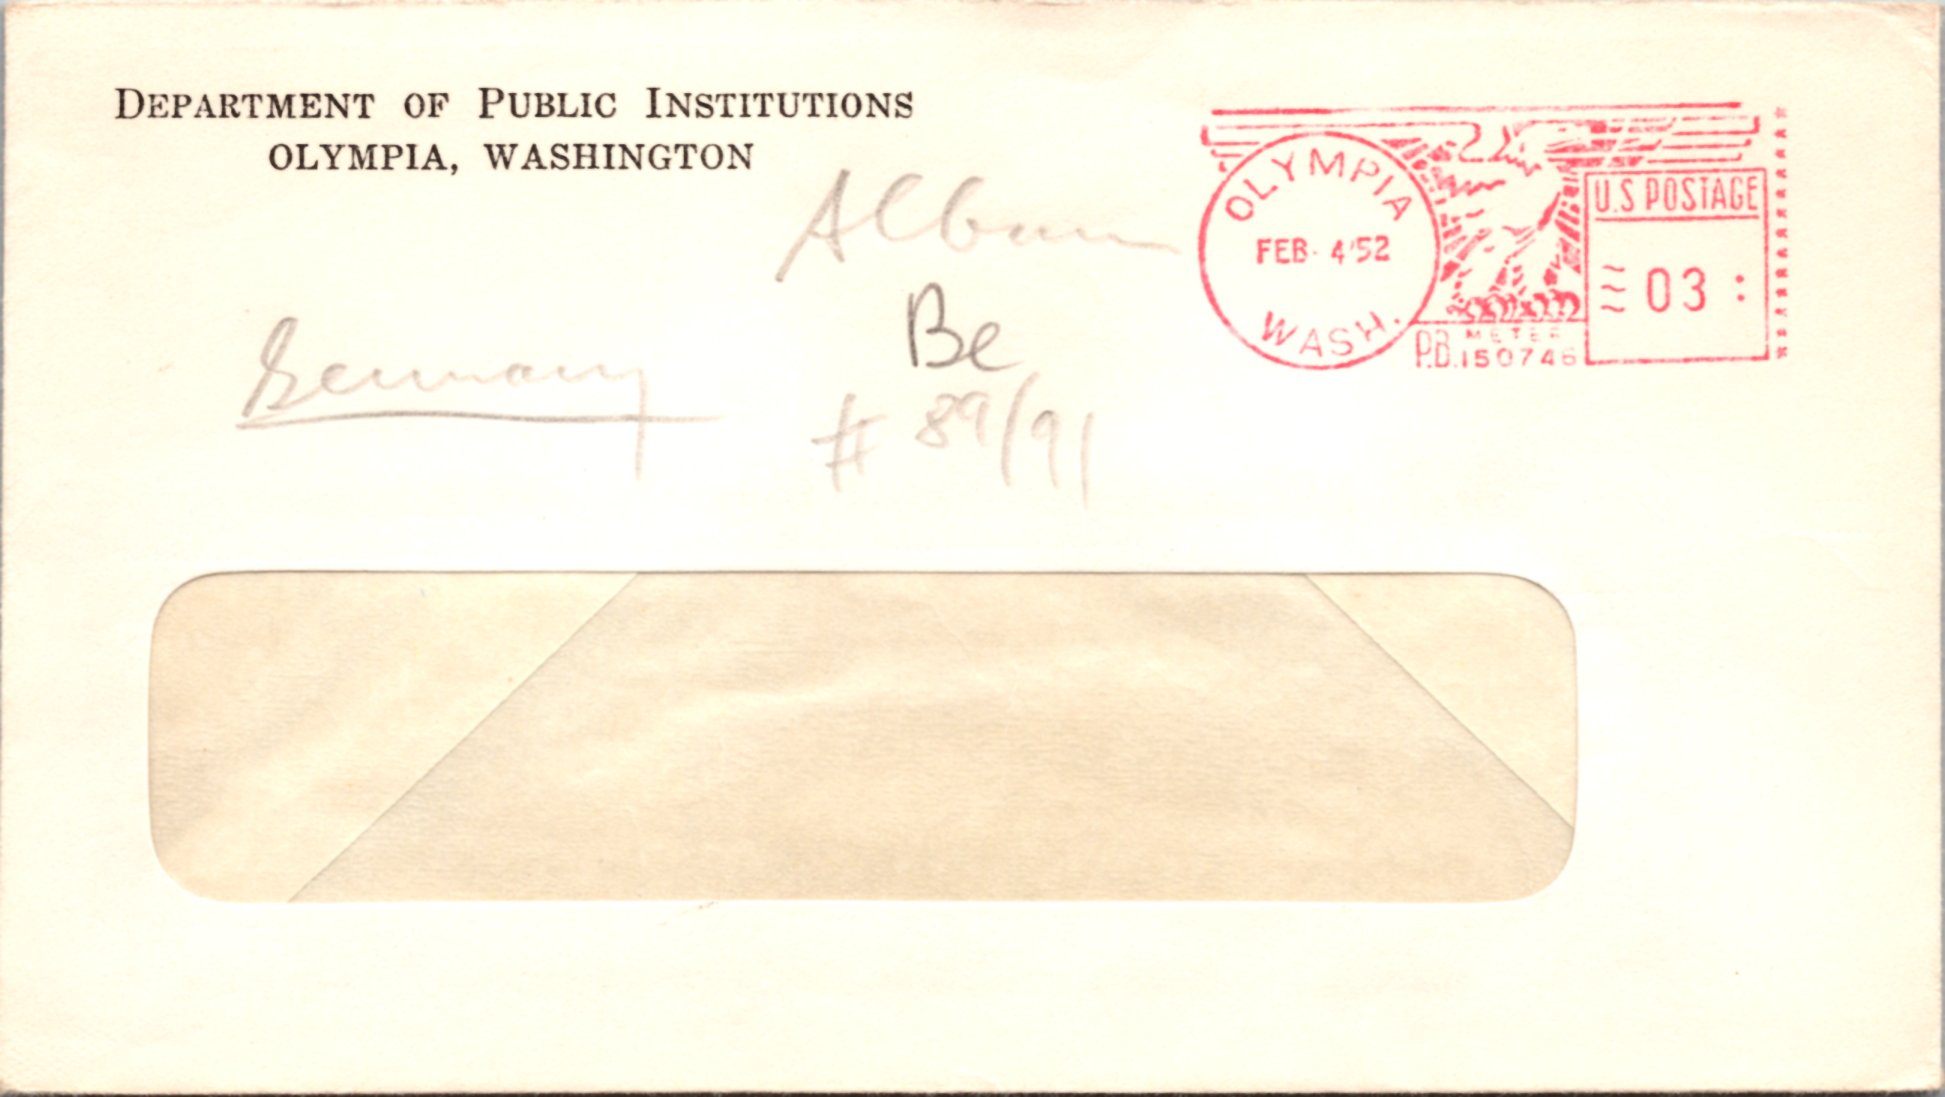 DEPARTMENT OF PUBLIC INSTITUTIONS
OLYMPIA, WASHINGTON
OLYMPIA
FEB- 4'52
WASH.
U.S POSTAGE
03
P.B. METER
150746
Germany
Be
# 89/91